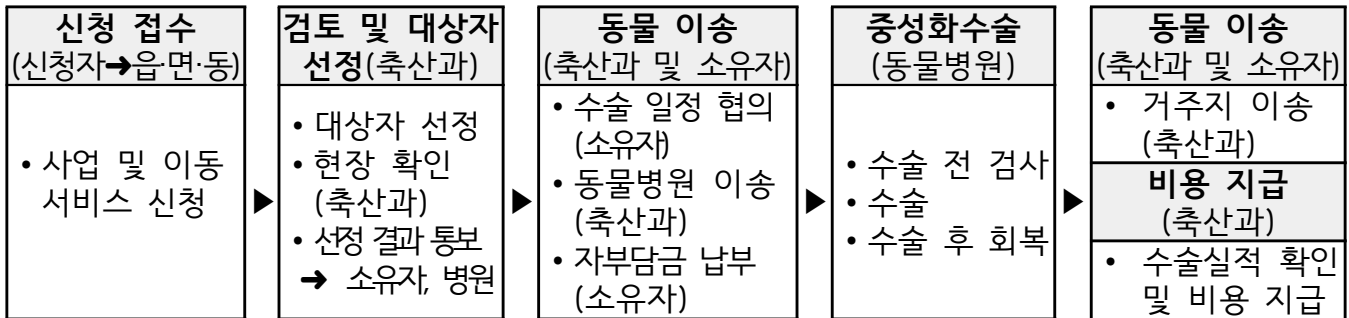 신청 접수
(신청자➜읍·면·동)
• 사업 및 이동
서비스 신청
▶
검토 및 대상자
선정(축산과)
• 대상자 선정
• 현장 확인
(축산과)
• 선정 결과 통보
➜ 소유자, 병원
▶
동물 이송
(축산과 및 소유자)
• 수술 일정 협의
(소유자)
• 동물병원 이송
(축산과)
• 자부담금 납부
(소유자)
▶
중성화수술
(동물병원)
• 수술 전 검사
• 수술
• 수술 후 회복
▶
동물 이송
(축산과 및 소유자)
• 거주지 이송
(축산과)
비용 지급
(축산과)
• 수술실적 확인
및 비용 지급